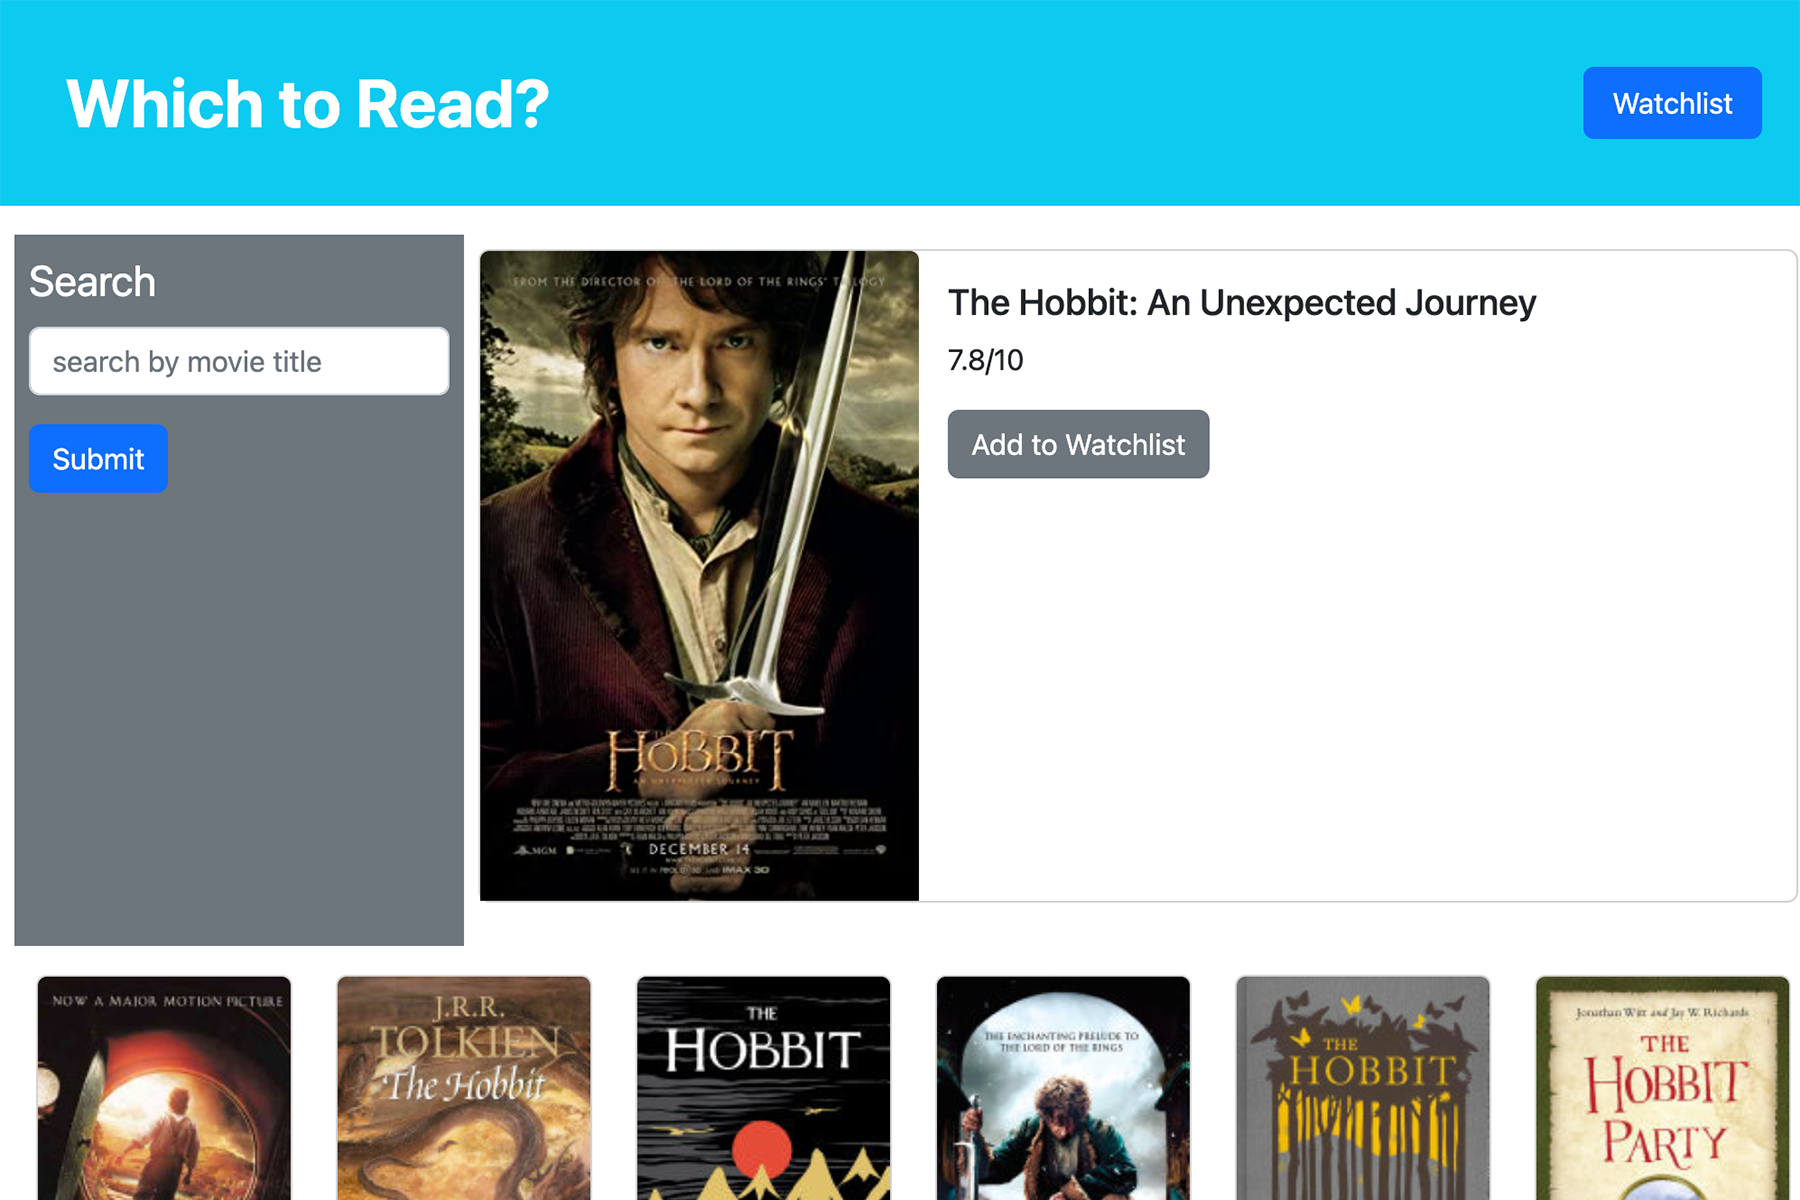 Which to Read?
Watchlist
Search
search by movie title
Submit
FROM THE DIRECTOR OF THE LORD OF THE RINGS' TRILOGY
THE HOBBIT
AN UNEXPECTED JOURNEY
MGM
DECEMBER 14
IMAX 3D
The Hobbit: An Unexpected Journey
7.8/10
Add to Watchlist
NOW A MAJOR MOTION PICTURE
J.R.R.
TOLKIEN
The Hobbit
THE
HOBBIT
THE ENCHANTING PRELUDE TO
THE LORD OF THE RINGS
THE
HOBBIT
Jonathan Witt and Jay W. Richards
THE
HOBBIT
PARTY